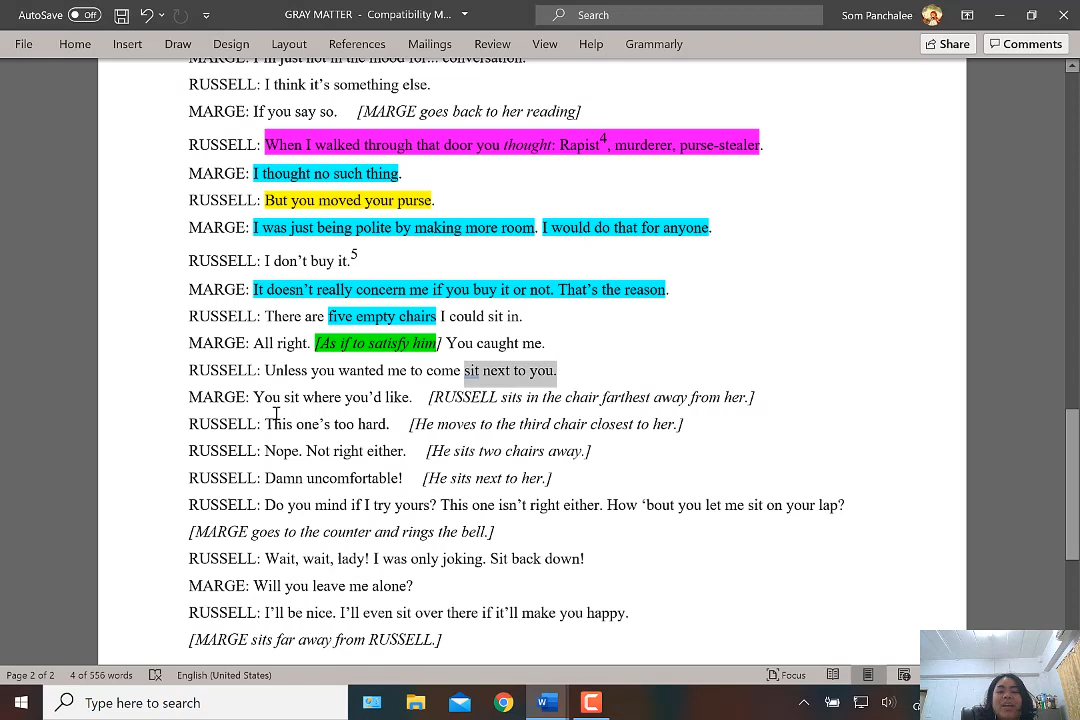 AutoSave Off GRAY MATTER - Compatibility M... Search Som Panchalee
File Home Insert Draw Design Layout References Mailings Review View Help Grammarly Share Comments
MARGE: I'm just not in the mood for... conversation.
RUSSELL: I think it's something else.
MARGE: If you say so. [MARGE goes back to her reading]
RUSSELL: When I walked through that door you thought: Rapist4, murderer, purse-stealer.
MARGE: I thought no such thing.
RUSSELL: But you moved your purse.
MARGE: I was just being polite by making more room. I would do that for anyone.
RUSSELL: I don't buy it.5
MARGE: It doesn't really concern me if you buy it or not. That's the reason.
RUSSELL: There are five empty chairs I could sit in.
MARGE: All right. [As if to satisfy him] You caught me.
RUSSELL: Unless you wanted me to come sit next to you.
MARGE: You sit where you'd like. [RUSSELL sits in the chair farthest away from her.]
RUSSELL: This one's too hard. [He moves to the third chair closest to her.]
RUSSELL: Nope. Not right either. [He sits two chairs away.]
RUSSELL: Damn uncomfortable! [He sits next to her.]
RUSSELL: Do you mind if I try yours? This one isn't right either. How 'bout you let me sit on your lap?
[MARGE goes to the counter and rings the bell.]
RUSSELL: Wait, wait, lady! I was only joking. Sit back down!
MARGE: Will you leave me alone?
RUSSELL: I'll be nice. I'll even sit over there if it'll make you happy.
[MARGE sits far away from RUSSELL.]
Page 2 of 2 4 of 556 words English (United States) Focus
Type here to search